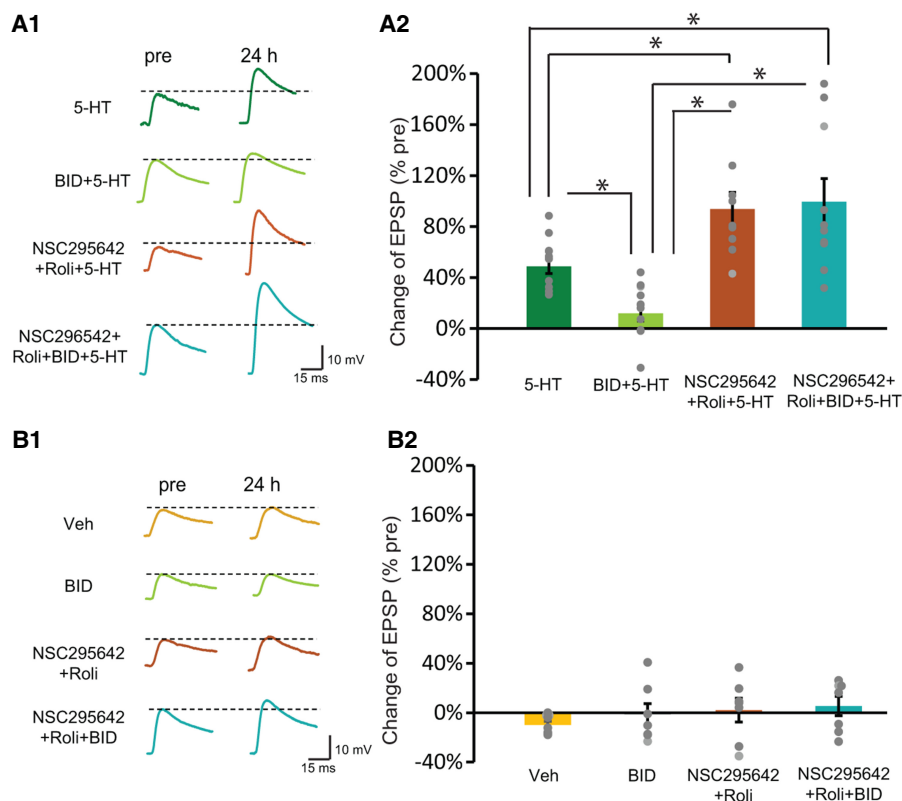 A1
pre 24 h
5-HT
BID+5-HT
NSC295642
+Roli+5-HT
NSC296542+
Roli+BID+5-HT
10 mV
15 ms
A2
Change of EPSP (% pre)
200%
160%
120%
80%
40%
0%
-40%
*
*
*
*
*
5-HT
BID+5-HT
NSC295642
+Roli+5-HT
NSC296542+
Roli+BID+5-HT
B1
pre 24 h
Veh
BID
NSC295642
+Roli
NSC295642
+Roli+BID
10 mV
15 ms
B2
Change of EPSP (% pre)
200%
160%
120%
80%
40%
0%
-40%
Veh
BID
NSC295642
+Roli
NSC295642
+Roli+BID